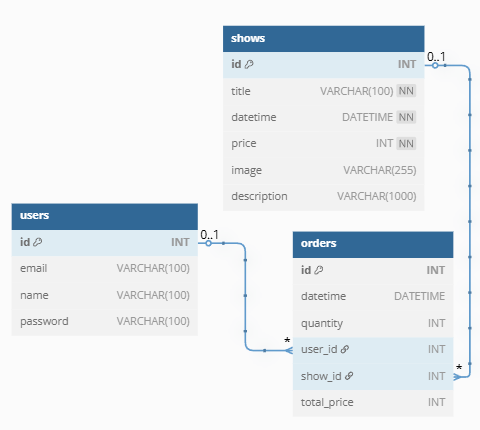 shows
id INT
title VARCHAR(100) NN
datetime DATETIME NN
price INT NN
image VARCHAR(255)
description VARCHAR(1000)
0..1
users
id INT
email VARCHAR(100)
name VARCHAR(100)
password VARCHAR(100)
0..1
orders
id INT
datetime DATETIME
quantity INT
* user_id INT
show_id INT *
total_price INT